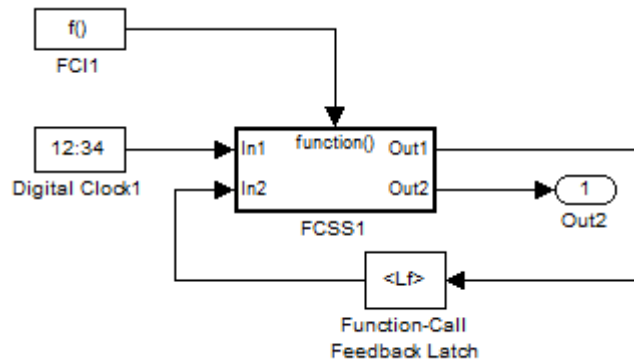 f()
FCI1
12:34
Digital Clock1
function()
In1
Out1
In2
Out2
FCSS1
1
Out2
<Lf>
Function-Call
Feedback Latch